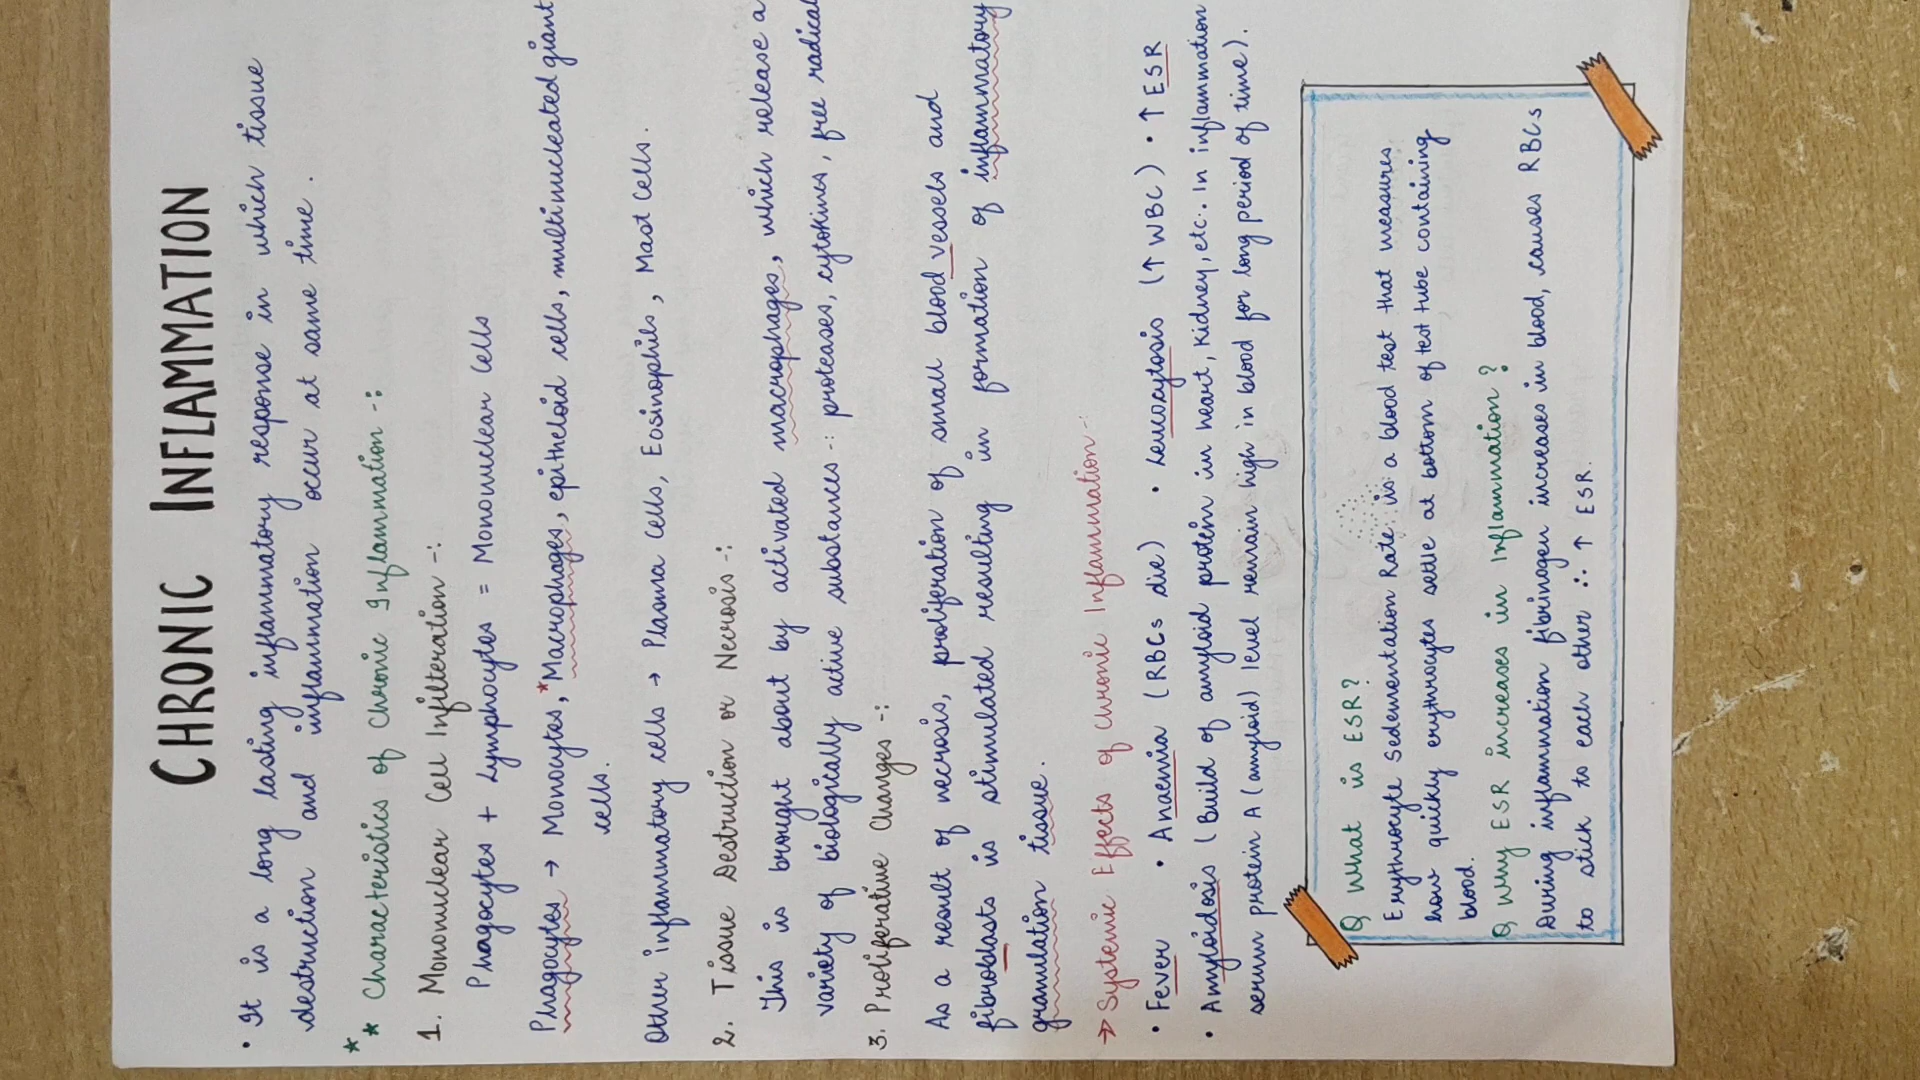 CHRONIC INFLAMMATION
• It is a long lasting inflammatory response in which tissue
destruction and inflammation occur at same time.
** Characteristics of Chronic Inflammation -:
1. Mononuclear Cell Infilteration -:
Phagocytes + Lymphocytes = Mononuclear Cells
Phagocytes → Monocytes, *Macrophages, epitheloid cells, multinucleated giant
cells.
Other inflammatory cells → Plasma Cells, Eosinophils, Mast Cells.
2. Tissue Destruction or Necrosis -:
This is brought about by activated macrophages, which release a
variety of biologically active substances -: proteases, cytokins, free radical
3. Proliferative Changes -:
As a result of necrosis, proliferation of small blood vessels and
fibroblasts is stimulated resulting in formation of inflammatory
granulation tissue.
→ Systemic Effects of Chronic Inflammation -:
• Fever • Anaemia (RBCs die) • Leucocytosis (↑ WBC) • ↑ ESR
• Amyloidosis (Build of amyloid protein in heart, kidney, etc. ∵ In inflammation
serum protein A (amyloid) level remain high in blood for long period of time).
Q What is ESR?
Erythrocyte Sedementation Rate is a blood test that measures
how quickly erythrocytes settle at bottom of test tube containing
blood.
Q Why ESR increases in Inflammation?
During inflammation fibrinogen increases in blood, causes RBCs
to stick to each other ∴ ↑ ESR.